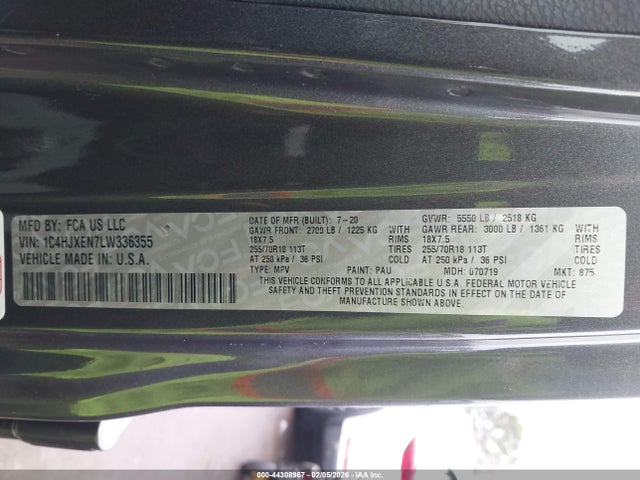 MFD BY: FCA US LLC
VIN: 1C4HJXEN7LW336355
VEHICLE MADE IN: U.S.A.
DATE OF MFR (BUILT): 7-20 GVWR: 5550 LB / 2518 KG
GAWR FRONT: 2700 LB / 1225 KG WITH GAWR REAR: 3000 LB / 1361 KG WITH
18X7.5 RIMS 18X7.5 RIMS
255/70R18 113T TIRES 255/70R18 113T TIRES
AT 250 kPa / 36 PSI COLD AT 250 kPa / 36 PSI COLD
TYPE: MPV PAINT: PAU MDH: 070719 MKT: 875
THIS VEHICLE CONFORMS TO ALL APPLICABLE U.S.A. FEDERAL MOTOR VEHICLE
SAFETY AND THEFT PREVENTION STANDARDS IN EFFECT ON THE DATE OF
MANUFACTURE SHOWN ABOVE.
000-44308967 - 02/05/2026 - IAA Inc.